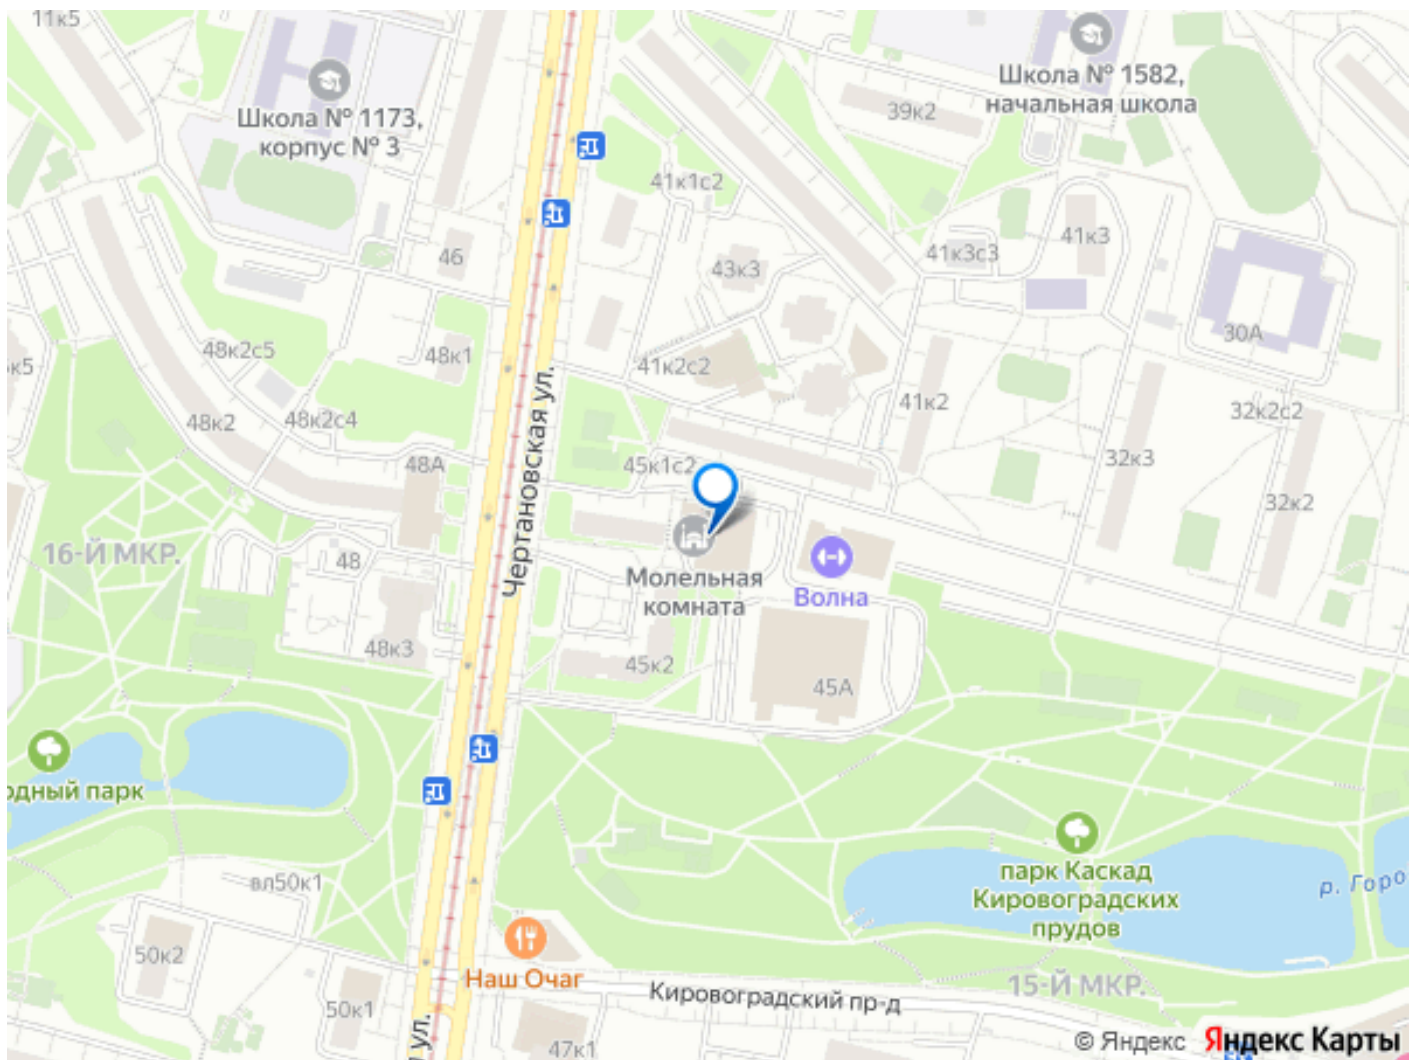 11к5
Школа № 1173,
корпус № 3
Школа № 1582,
начальная школа
39к2
41к1с2
46
43к3
41к3с3
41к3
30А
48к2с5
48к1
41к2с2
к5
48к2
48к2с4
41к2
32к2с2
48А
45к1с2
32к3
32к2
Чертановская ул.
16-Й МКР.
48
Молельная
комната
Волна
48к3
45к2
45А
одный парк
парк Каскад
Кировоградских
прудов
р. Горо
вл50к1
50к2
Наш Очаг
Кировоградский пр-д
15-Й МКР.
50к1
ул.
47к1
© Яндекс Яндекс Карты